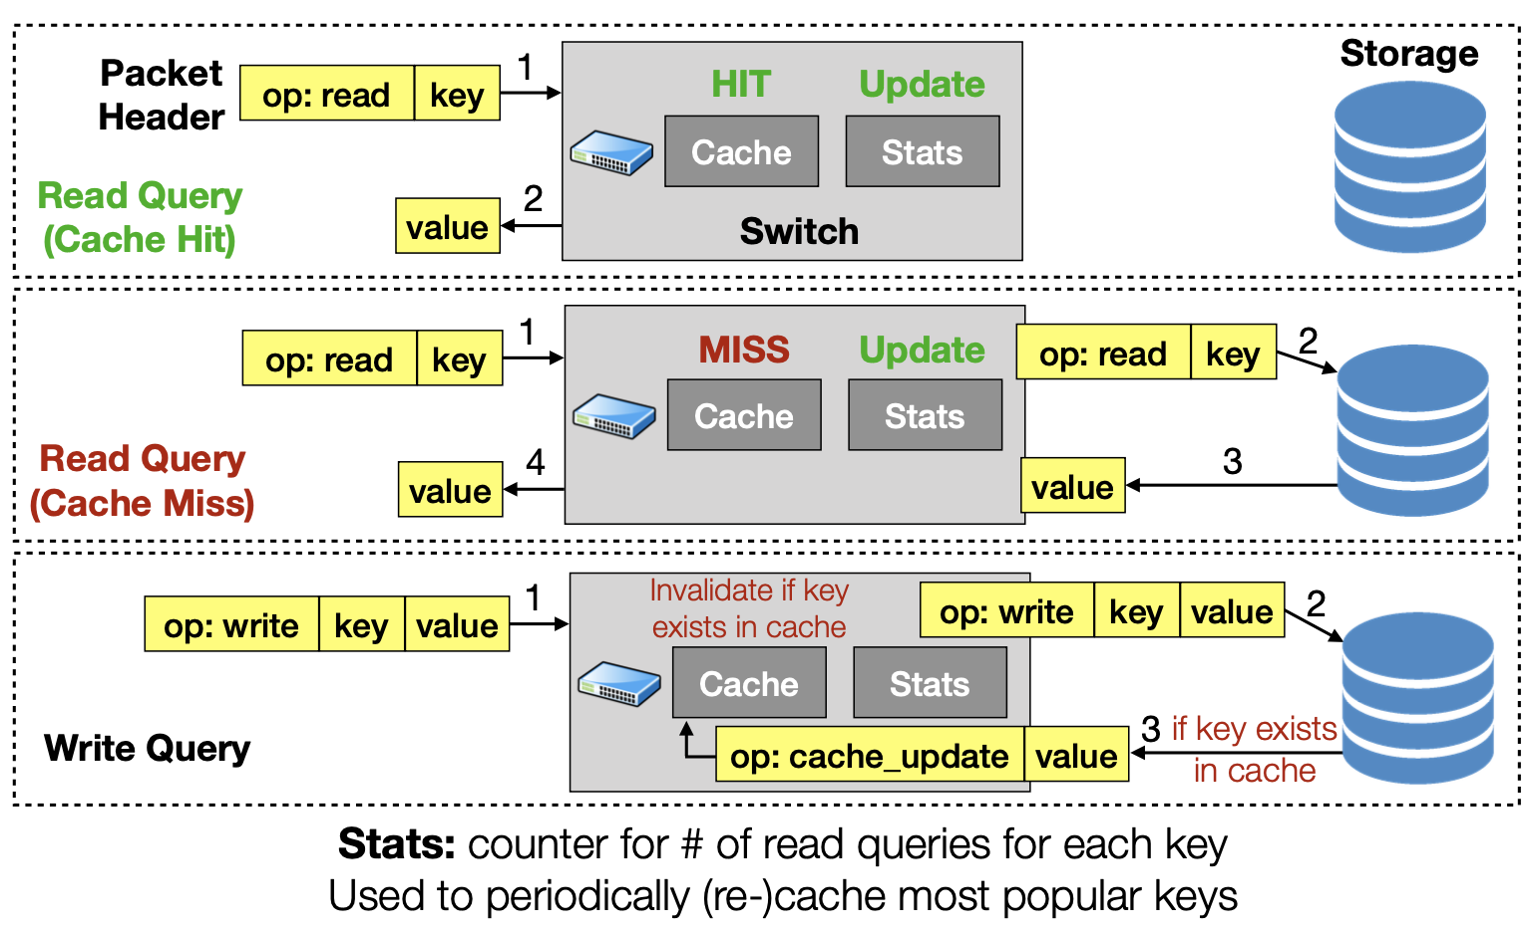 Packet
Header
op: read key
1
HIT
Update
Storage
Cache
Stats
Read Query
(Cache Hit)
value
2
Switch
op: read key
1
MISS
Update
op: read key
2
Cache
Stats
Read Query
(Cache Miss)
value
4
value
3
op: write key value
1
Invalidate if key
exists in cache
op: write key value
2
Cache
Stats
Write Query
op: cache_update value
3 if key exists
in cache
Stats: counter for # of read queries for each key
Used to periodically (re-)cache most popular keys